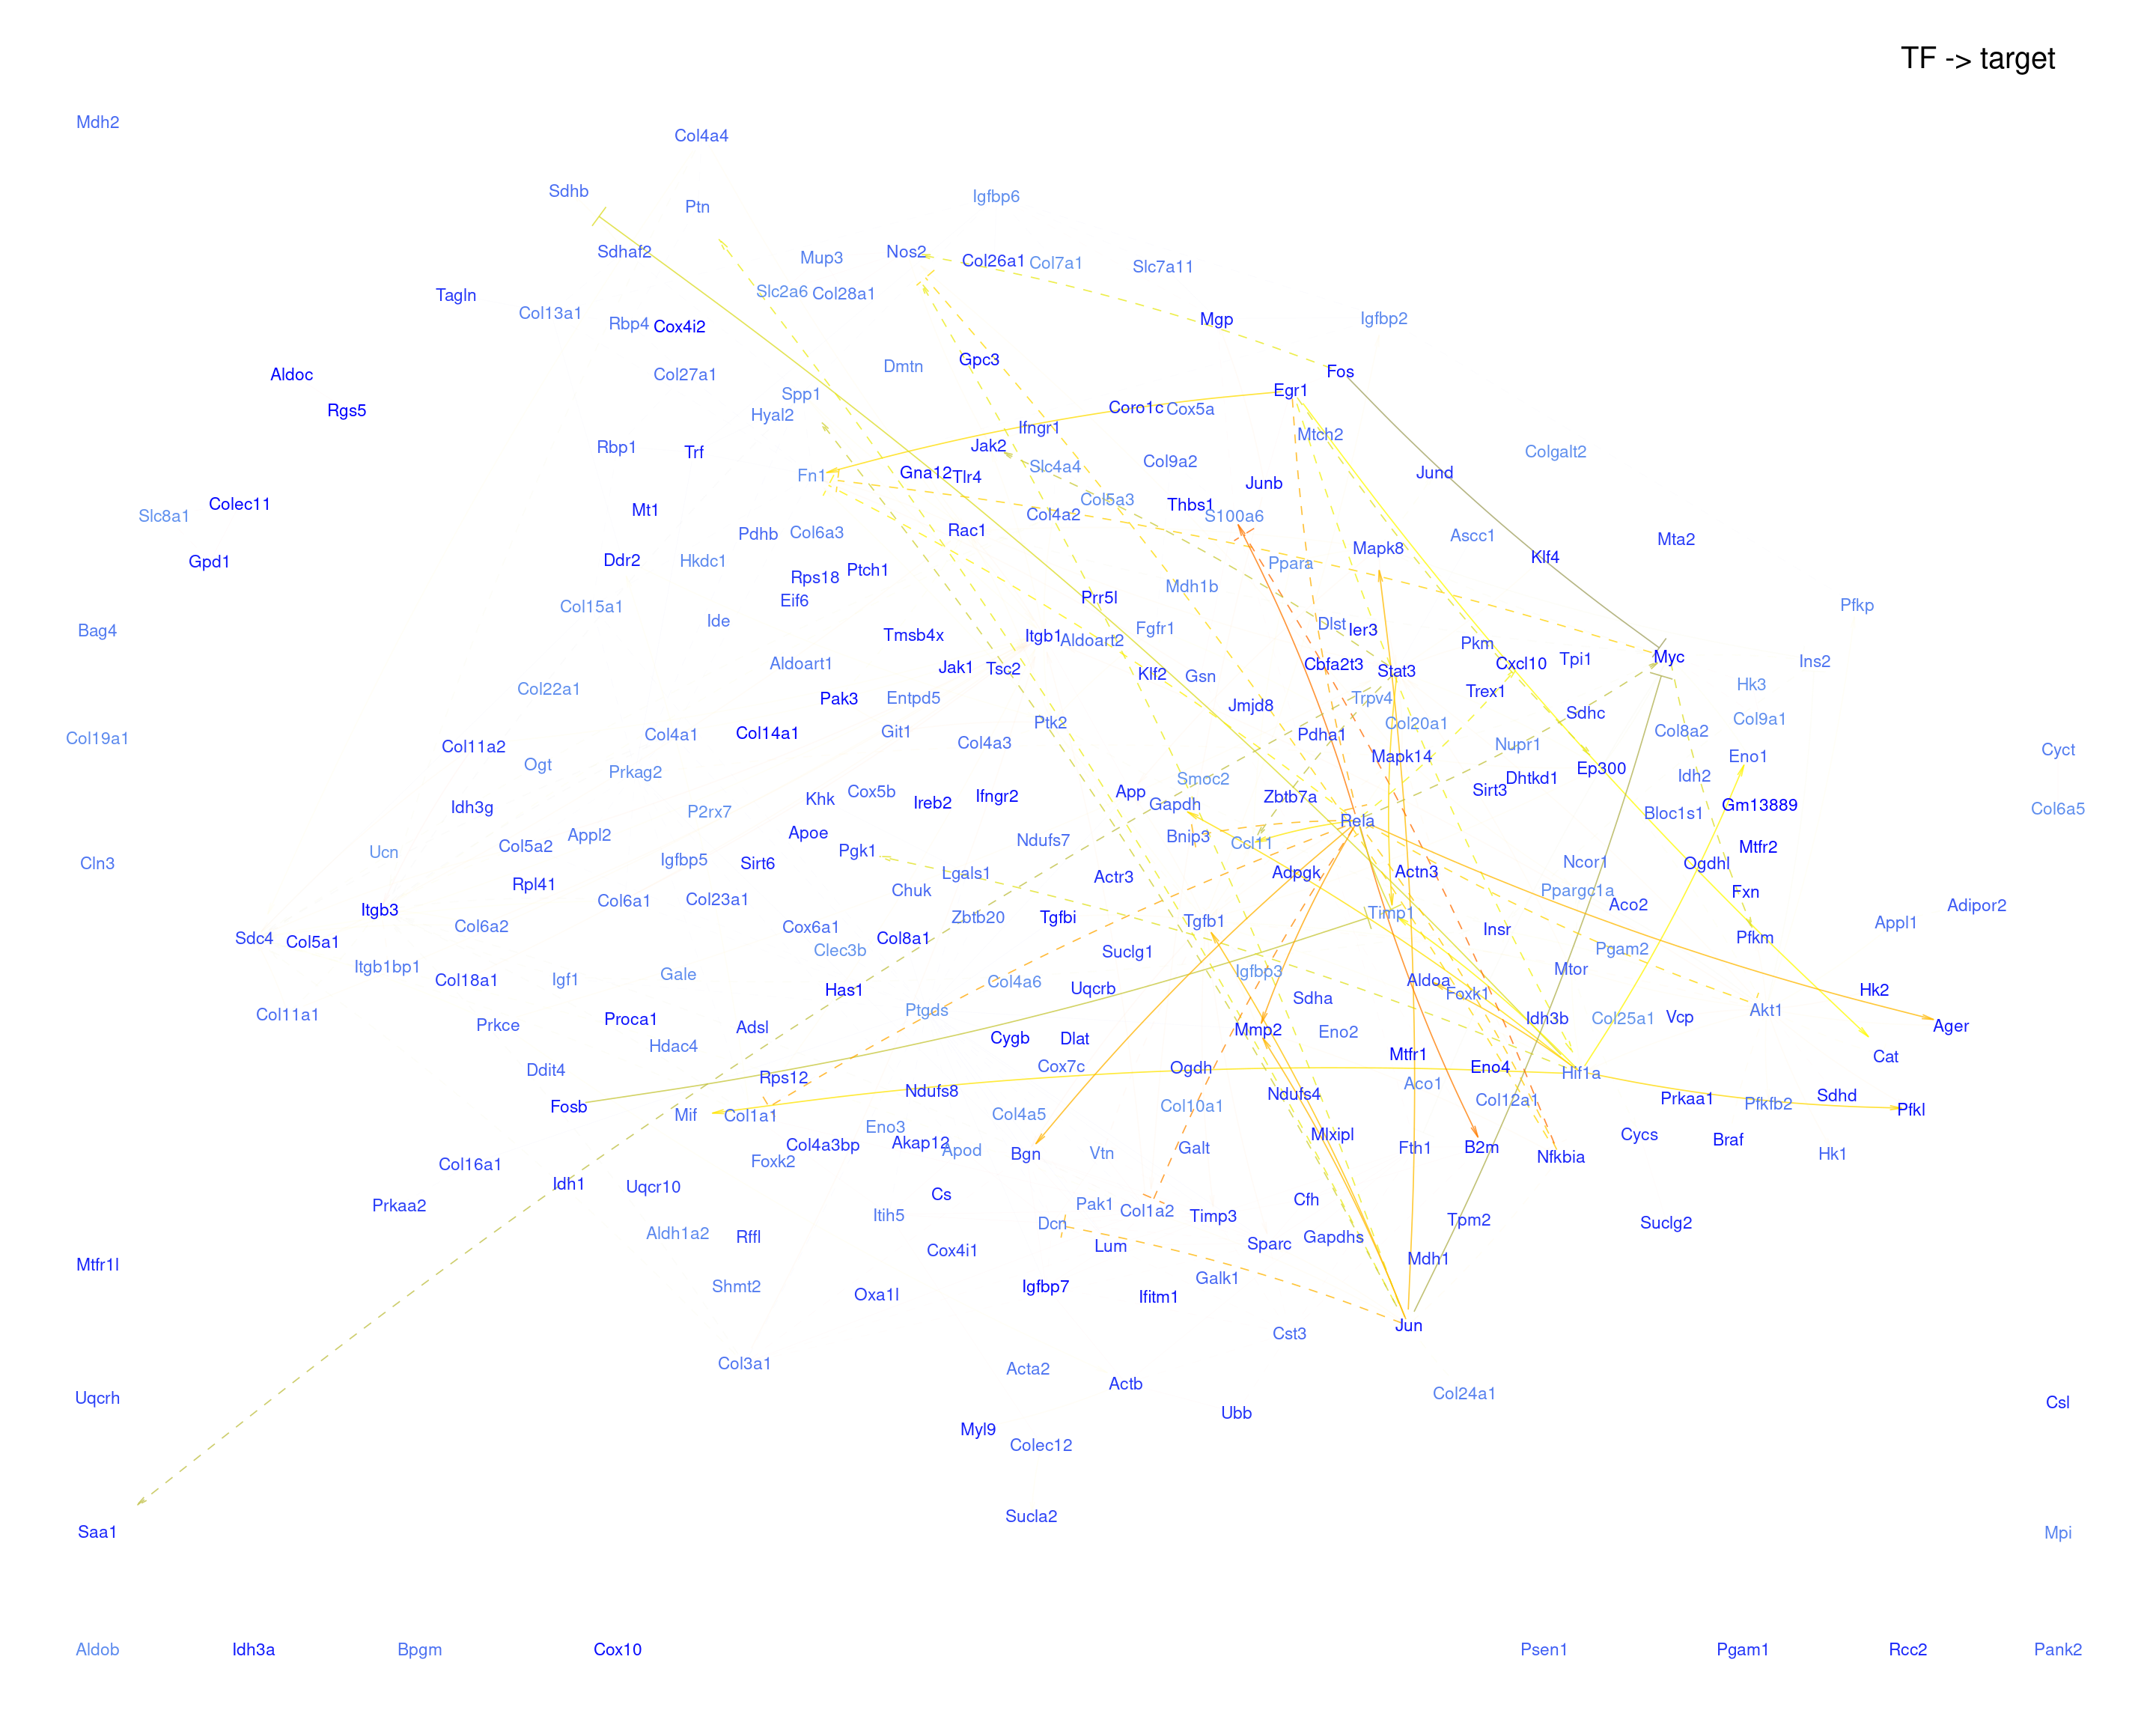 TF -> target
Mdh2
Col4a4
Sdhb
Igfbp6
Ptn
Sdhaf2
Nos2
Mup3
Col26a1
Col7a1
Slc7a11
Tagln
Slc2a6
Col28a1
Col13a1
Rbp4
Cox4i2
Mgp
Igfbp2
Aldoc
Col27a1
Dmtn
Gpc3
Fos
Egr1
Rgs5
Spp1
Hyal2
Coro1c
Cox5a
Ifngr1
Mtch2
Rbp1
Trf
Jak2
Colgalt2
Fn1
Gna12
Tlr4
Slc4a4
Col9a2
Jund
Junb
Slc8a1
Colec11
Mt1
Col4a2
Col5a3
Thbs1
S100a6
Pdhb
Col6a3
Rac1
Ascc1
Mta2
Gpd1
Ddr2
Hkdc1
Rps18
Ptch1
Ppara
Mapk8
Klf4
Eif6
Prr5l
Mdh1b
Col15a1
Pfkp
Bag4
Ide
Tmsb4x
Itgb1
Aldoart2
Fgfr1
Dlst
Ier3
Pkm
Aldoart1
Jak1
Tsc2
Klf2
Gsn
Cbfa2t3
Stat3
Cxcl10
Tpi1
Myc
Ins2
Col22a1
Pak3
Entpd5
Jmjd8
Trpv4
Trex1
Hk3
Col19a1
Col11a2
Col4a1
Col14a1
Git1
Ptk2
Col4a3
Pdha1
Col20a1
Sdhc
Col8a2
Col9a1
Cyct
Ogt
Prkag2
Smoc2
Mapk14
Nupr1
Ep300
Idh2
Eno1
Idh3g
P2rx7
Khk
Cox5b
Ireb2
Ifngr2
App
Gapdh
Zbtb7a
Sirt3
Dhtkd1
Bloc1s1
Gm13889
Col6a5
Ucn
Col5a2
Appl2
Apoe
Ndufs7
Bnip3
Ccl11
Rela
Mtfr2
Cln3
Rpl41
Igfbp5
Sirt6
Pgk1
Lgals1
Actr3
Adpgk
Actn3
Ncor1
Ogdhl
Itgb3
Col6a1
Col23a1
Chuk
Ppargc1a
Fxn
Aco2
Adipor2
Sdc4
Col5a1
Col6a2
Cox6a1
Col8a1
Zbtb20
Tgfbi
Tgfb1
Timp1
Insr
Pfkm
Appl1
Itgb1bp1
Col18a1
Igf1
Gale
Clec3b
Suclg1
Igfbp3
Pgam2
Mtor
Col11a1
Has1
Col4a6
Uqcrb
Sdha
Aldoa
Foxk1
Hk2
Prkce
Proca1
Adsl
Ptgds
Cygb
Dlat
Mmp2
Eno2
Idh3b
Col25a1
Vcp
Akt1
Ager
Hdac4
Ddit4
Rps12
Cox7c
Ogdh
Mtfr1
Eno4
Hif1a
Cat
Fosb
Mif
Col1a1
Ndufs8
Col4a5
Col10a1
Ndufs4
Aco1
Col12a1
Prkaa1
Pfkfb2
Sdhd
Pfkl
Eno3
Col4a3bp
Akap12
Apod
Bgn
Vtn
Galt
Mlxipl
Fth1
B2m
Nfkbia
Cycs
Braf
Hk1
Col16a1
Foxk2
Idh1
Uqcr10
Cs
Prkaa2
Itih5
Dcn
Pak1
Col1a2
Timp3
Cfh
Tpm2
Suclg2
Aldh1a2
Rffl
Cox4i1
Lum
Sparc
Gapdhs
Mtfr1l
Mdh1
Shmt2
Oxa1l
Igfbp7
Ifitm1
Galk1
Jun
Col3a1
Acta2
Cst3
Uqcrh
Actb
Col24a1
Csl
Ubb
Myl9
Colec12
Saa1
Sucla2
Mpi
Aldob
Idh3a
Bpgm
Cox10
Psen1
Pgam1
Rcc2
Pank2